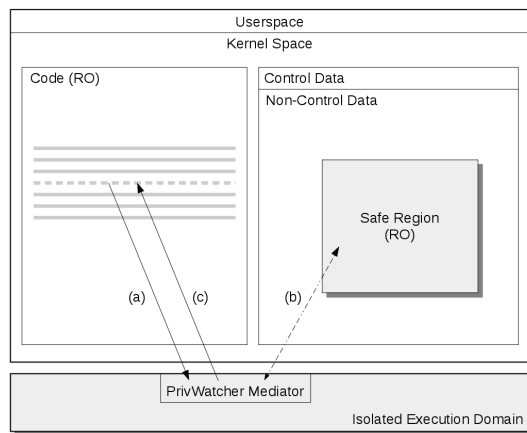 Userspace
Kernel Space
Code (RO)
Control Data
Non-Control Data
Safe Region
(RO)
(a)
(c)
(b)
PrivWatcher Mediator
Isolated Execution Domain